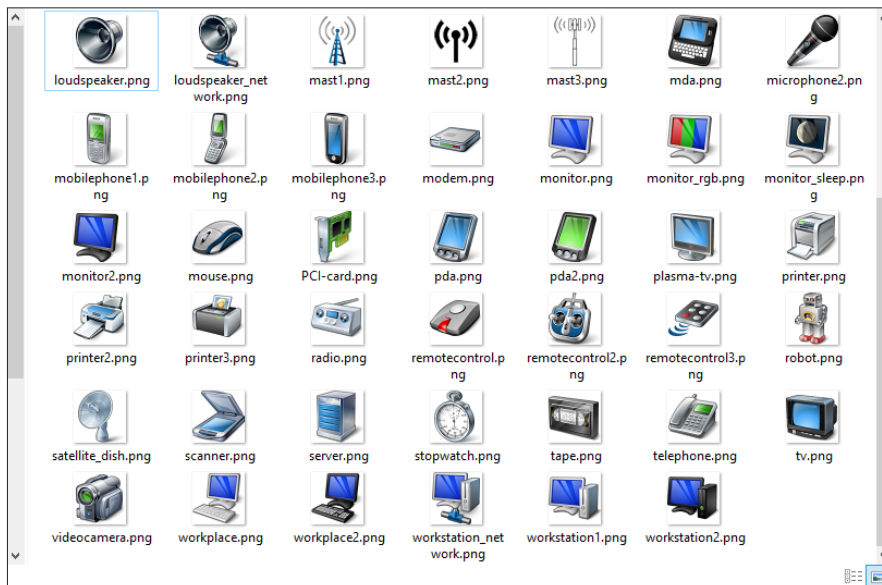 loudspeaker.png loudspeaker_net mast1.png mast2.png mast3.png mda.png microphone2.pn
work.png g
mobilephone1.p mobilephone2.p mobilephone3.p modem.png monitor.png monitor_rgb.png monitor_sleep.pn
ng ng ng g
monitor2.png mouse.png PCI-card.png pda.png pda2.png plasma-tv.png printer.png
printer2.png printer3.png radio.png remotecontrol.p remotecontrol2.p remotecontrol3.p robot.png
ng ng ng
satellite_dish.png scanner.png server.png stopwatch.png tape.png telephone.png tv.png
videocamera.png workplace.png workplace2.png workstation_net workstation1.png workstation2.png
work.png